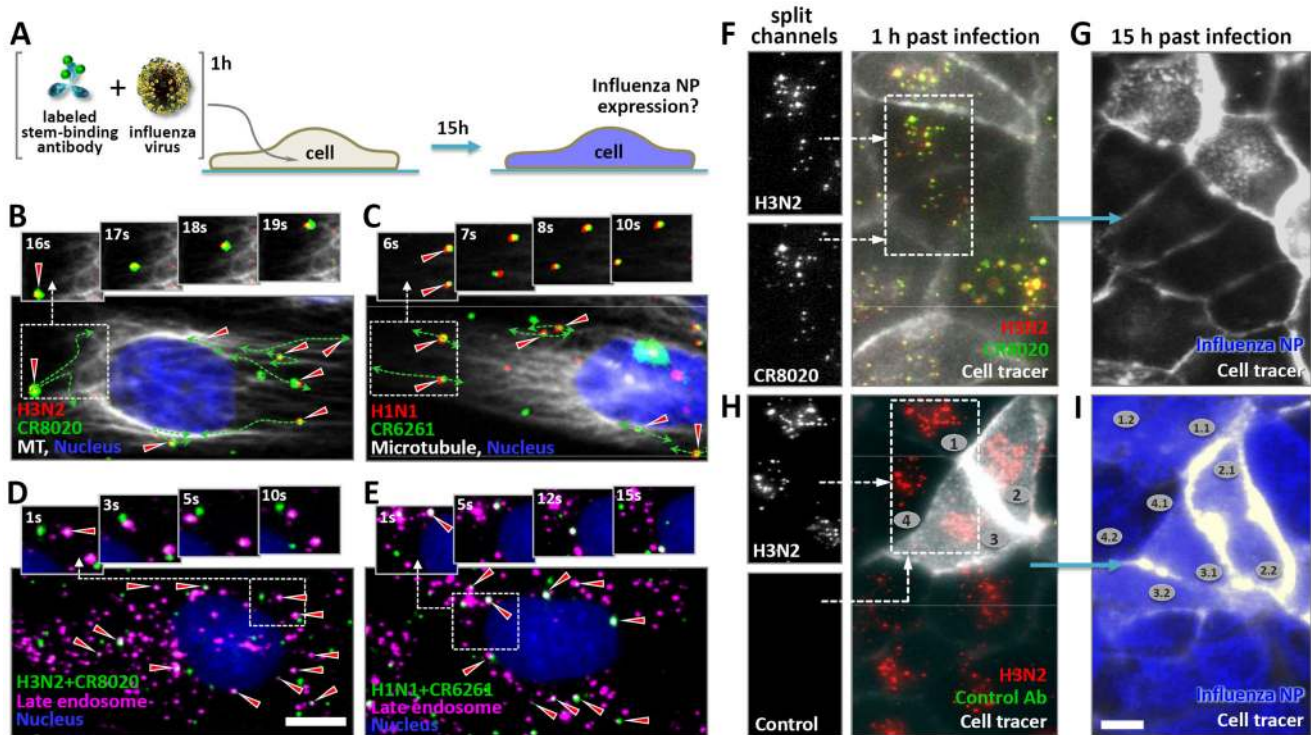 A
labeled
stem-binding
antibody
+
influenza
virus
1h
cell
15h
Influenza NP
expression?
cell
B
16s
17s
18s
19s
H3N2
CR8020
MT, Nucleus
C
6s
7s
8s
10s
H1N1
CR6261
Microtubule, Nucleus
D
1s
3s
5s
10s
H3N2+CR8020
Late endosome
Nucleus
E
1s
5s
12s
15s
H1N1+CR6261
Late endosome
Nucleus
split
channels
F
1 h past infection
H3N2
CR8020
H3N2
CR8020
Cell tracer
G
15 h past infection
Influenza NP
Cell tracer
H
H3N2
Control
1
2
3
4
H3N2
Control Ab
Cell tracer
I
1.2
1.1
2.1
4.1
4.2
3.1
2.2
3.2
Influenza NP
Cell tracer